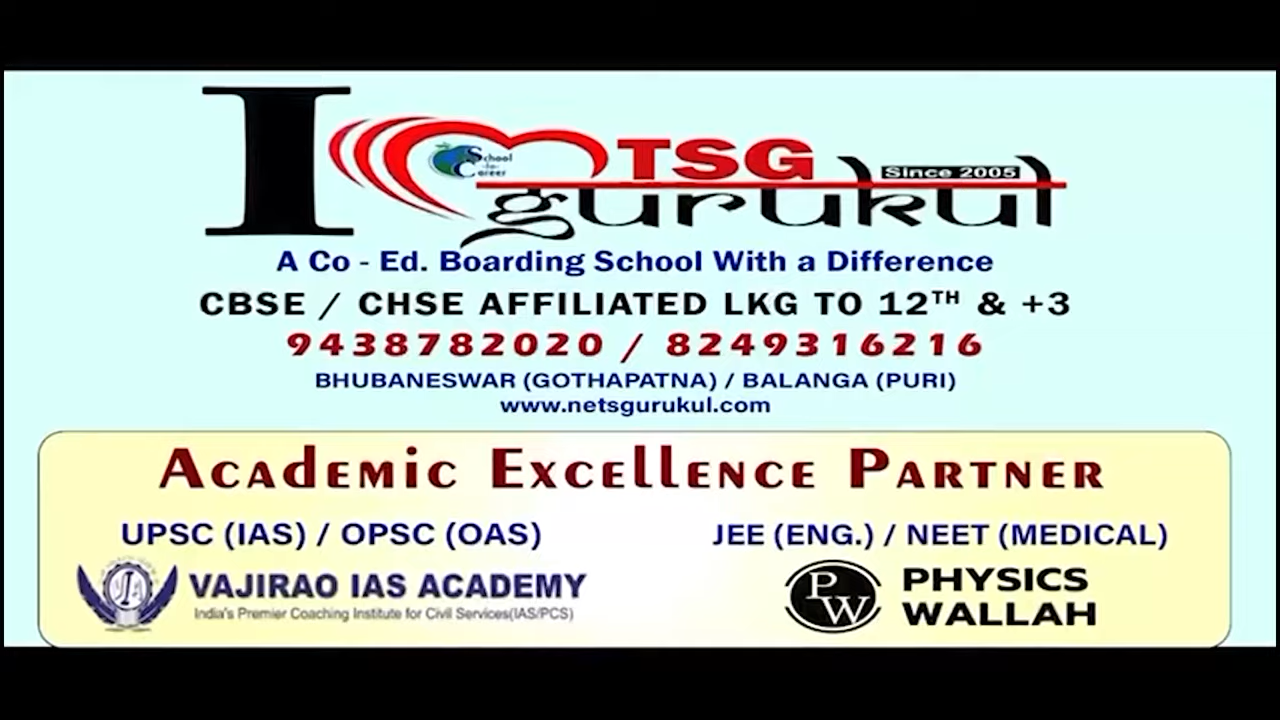 I TSG gurukul
Since 2005
School
-to-
Career
A Co - Ed. Boarding School With a Difference
CBSE / CHSE AFFILIATED LKG TO 12TH & +3
9438782020 / 8249316216
BHUBANESWAR (GOTHAPATNA) / BALANGA (PURI)
www.netsgurukul.com
Academic Excellence Partner
UPSC (IAS) / OPSC (OAS)
VAJIRAO IAS ACADEMY
India's Premier Coaching Institute for Civil Services(IAS/PCS)
JEE (ENG.) / NEET (MEDICAL)
PW
PHYSICS
WALLAH